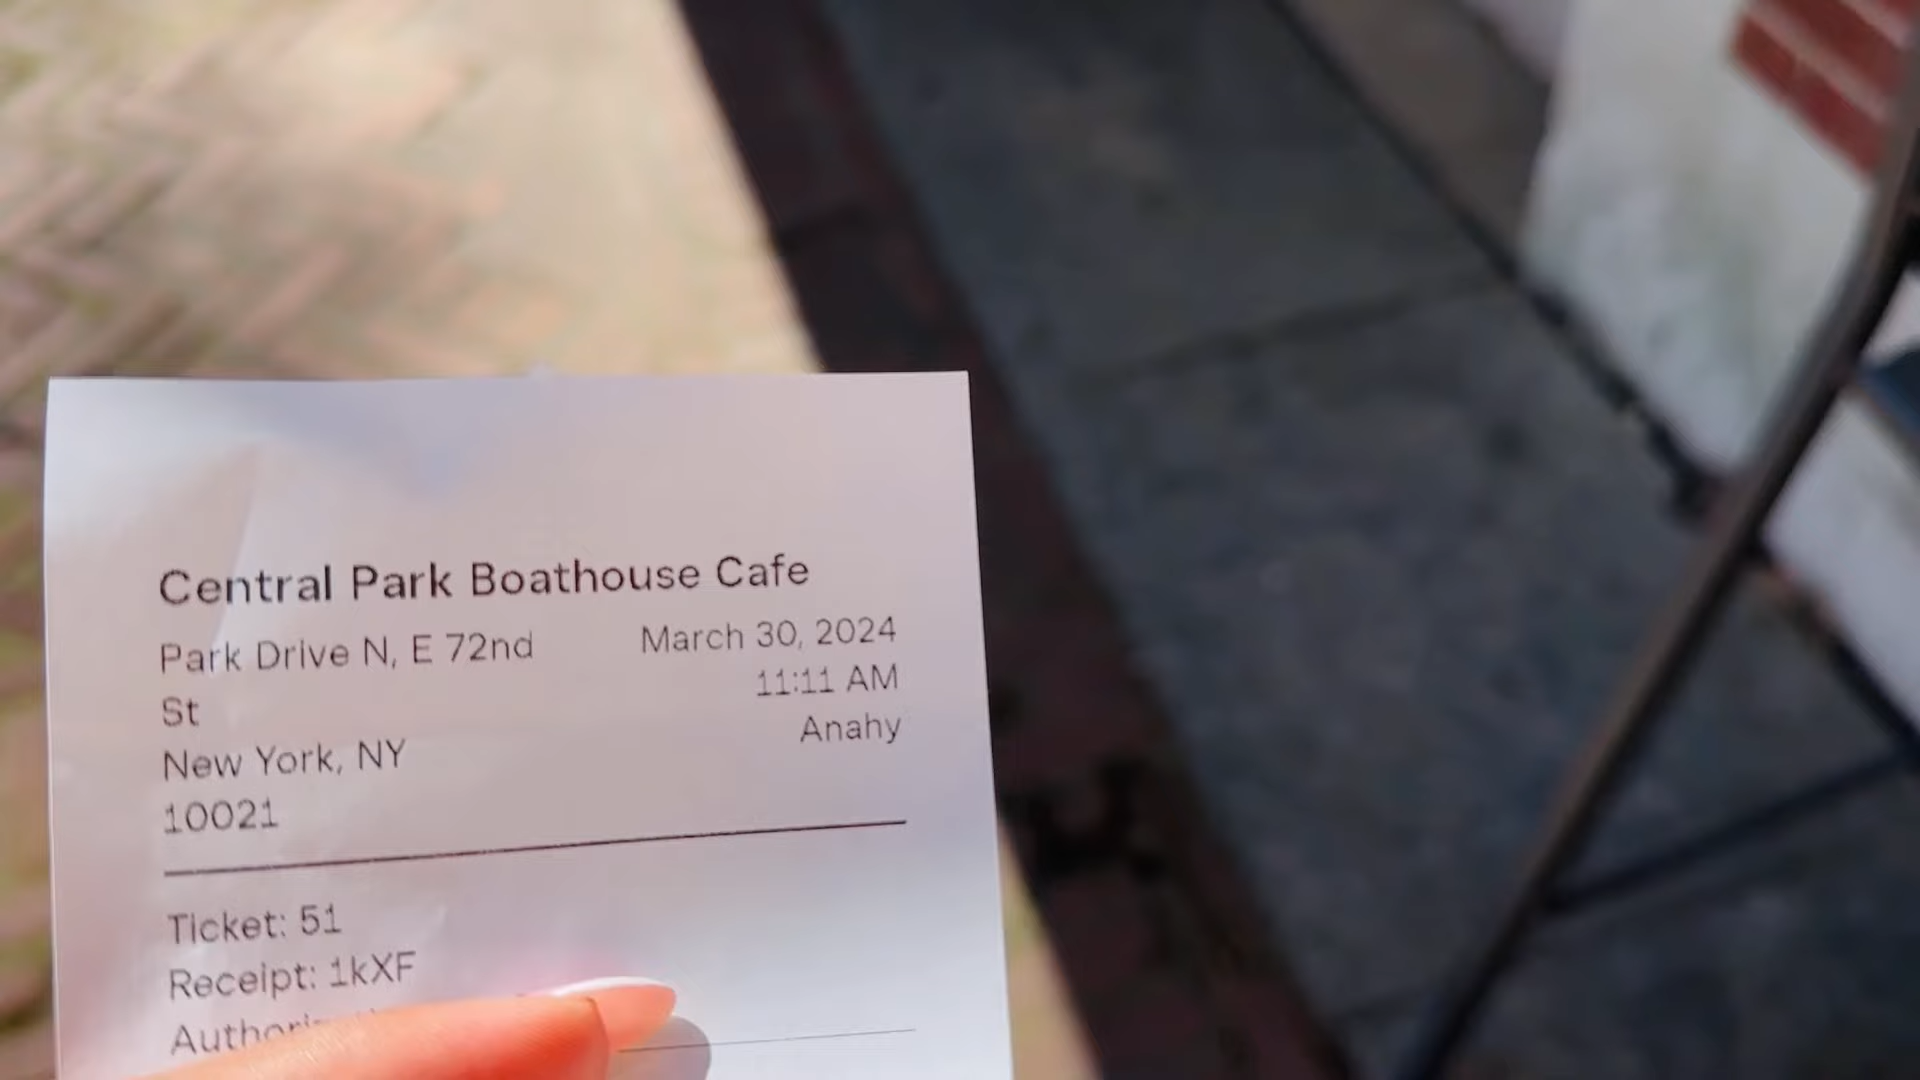 Central Park Boathouse Cafe
Park Drive N, E 72nd
St
New York, NY
10021
March 30, 2024
11:11 AM
Anahy
Ticket: 51
Receipt: 1kXF